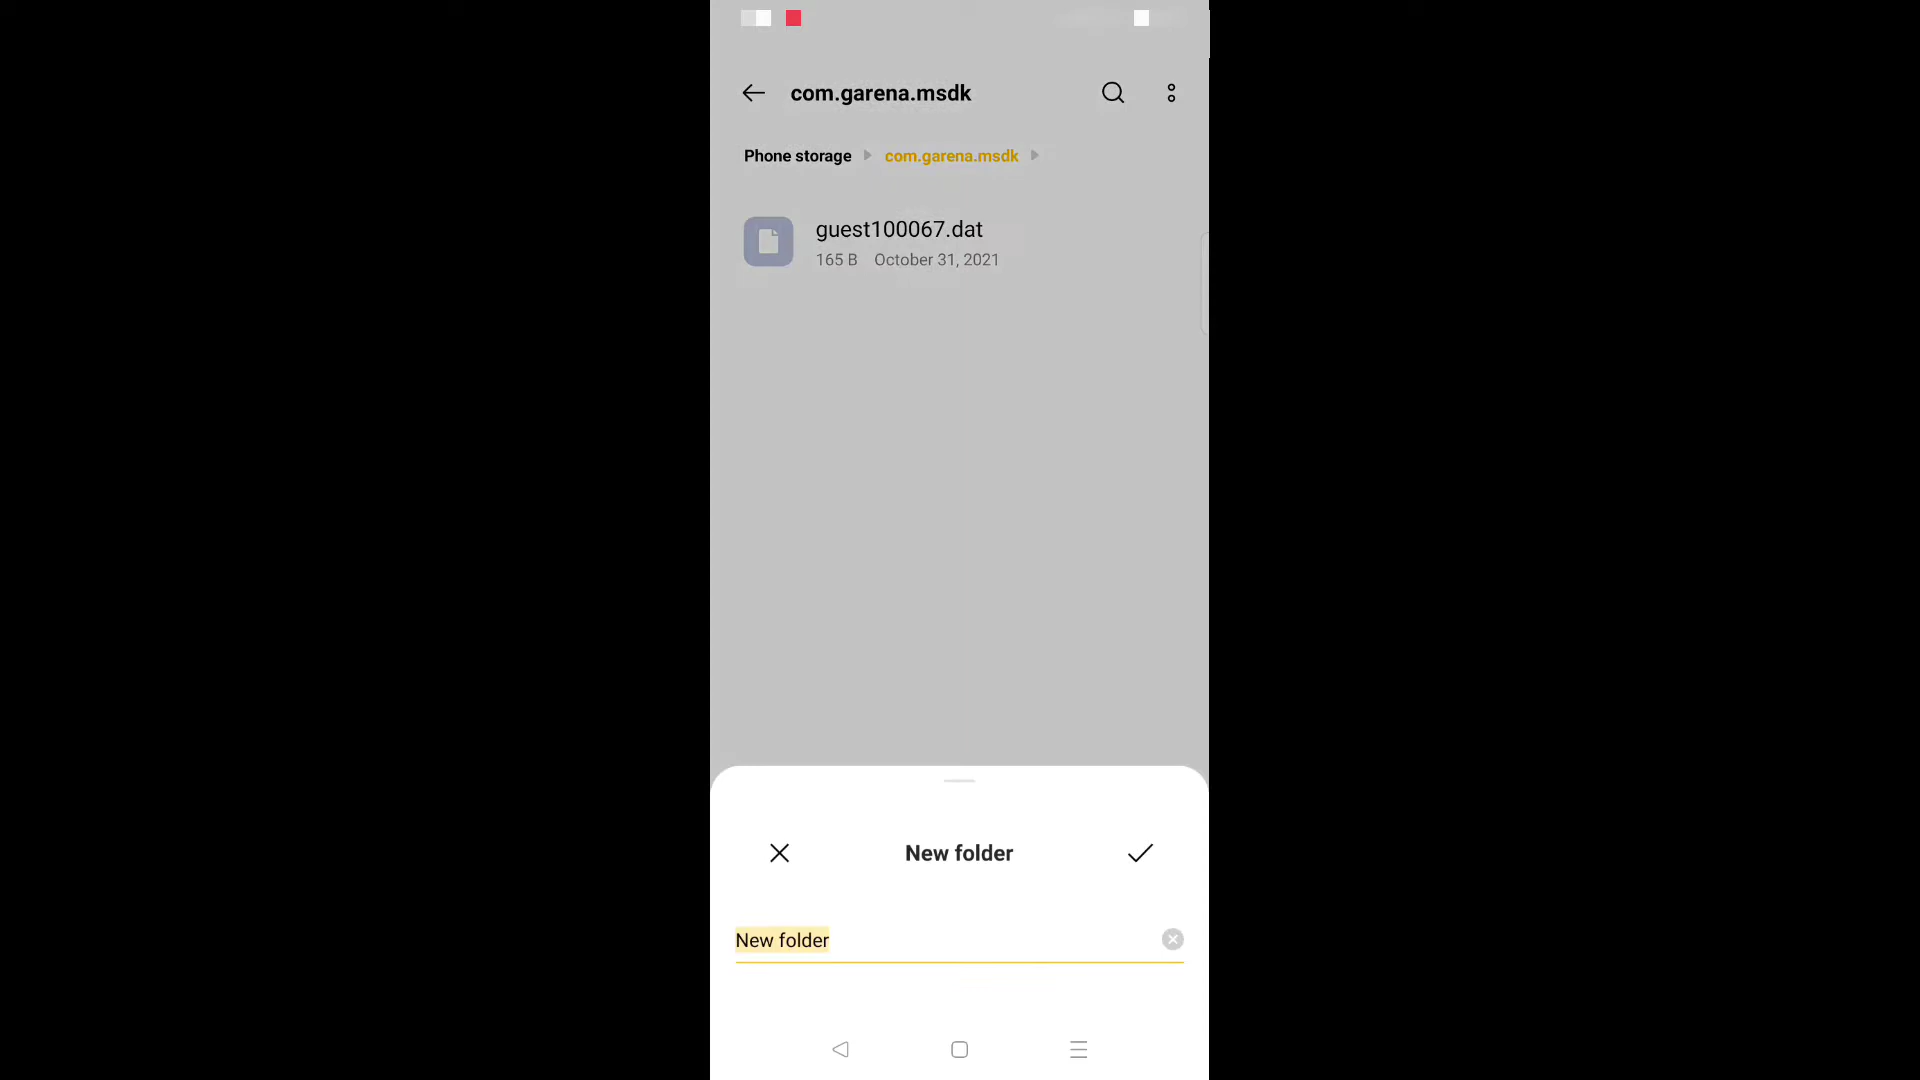 com.garena.msdk
Phone storage com.garena.msdk
guest100067.dat
165 B October 31, 2021
New folder
New folder